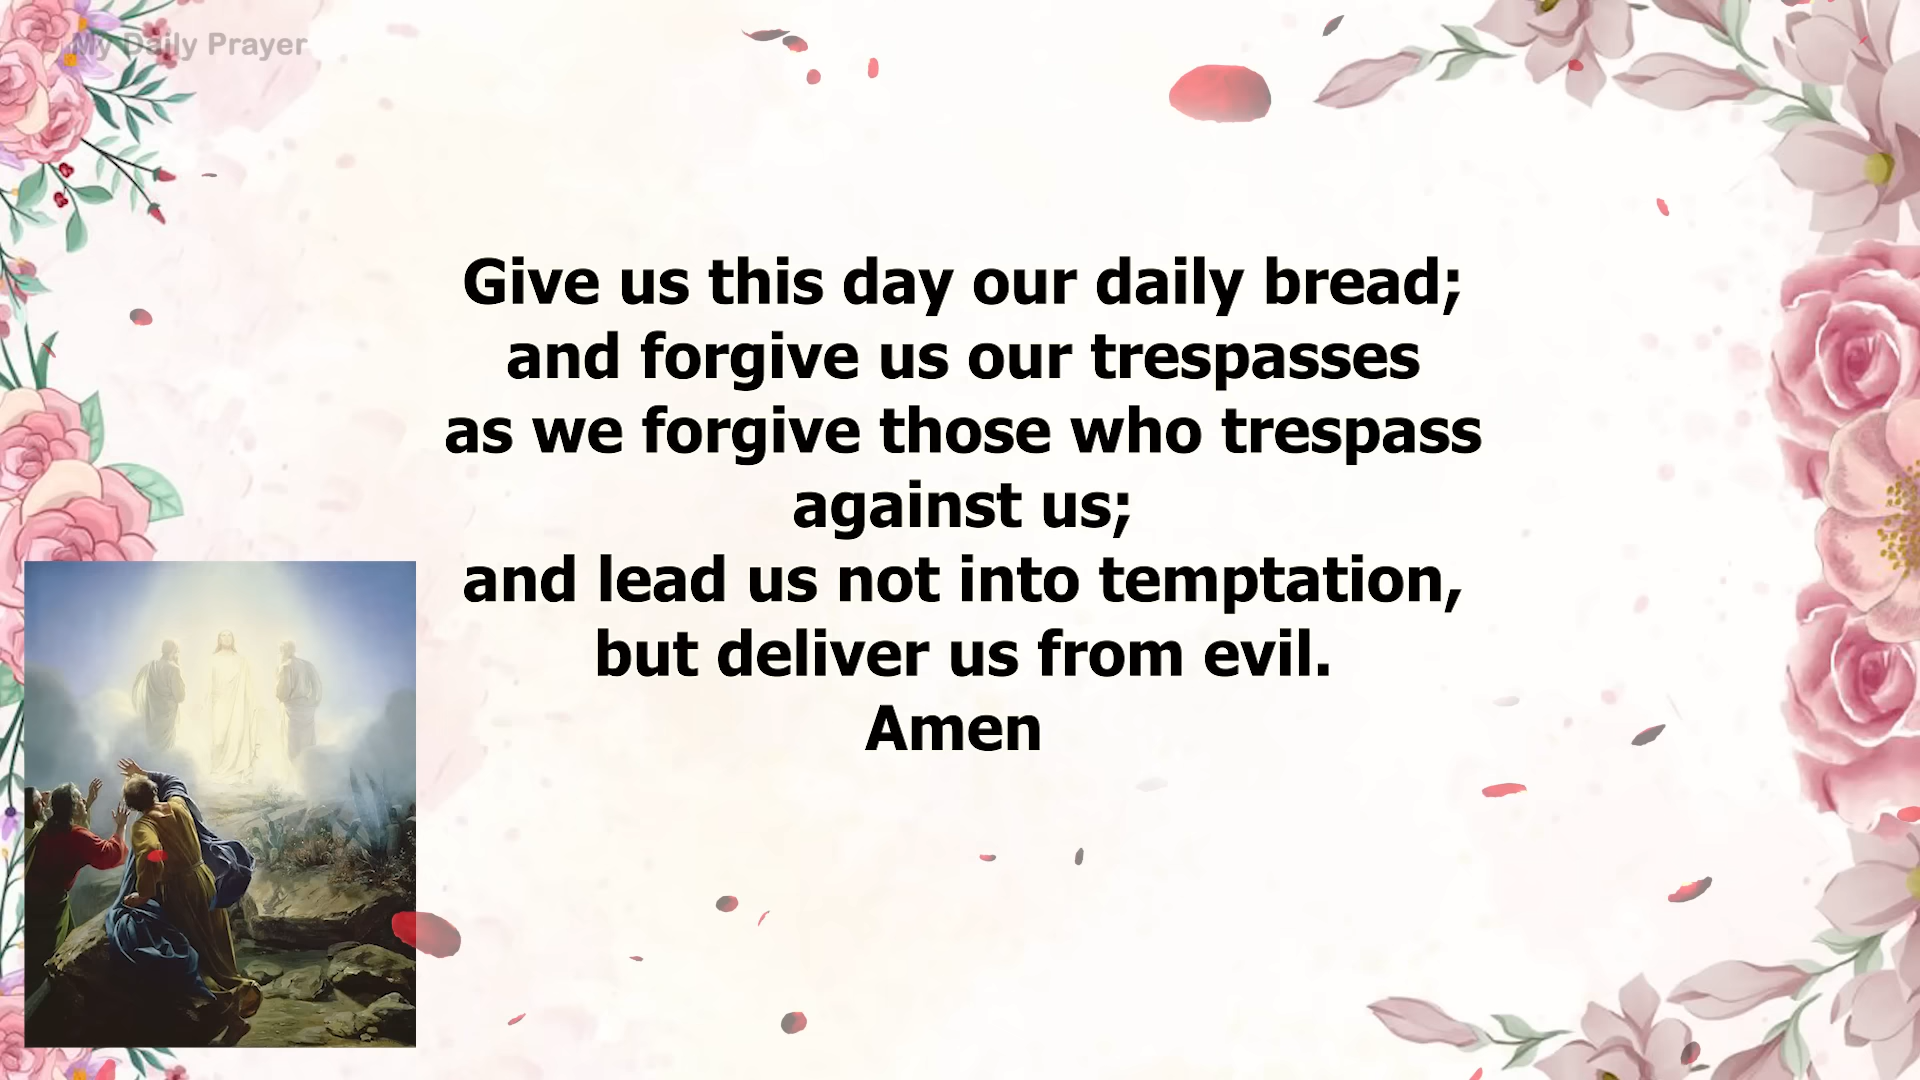 My Daily Prayer
Give us this day our daily bread;
and forgive us our trespasses
as we forgive those who trespass
against us;
and lead us not into temptation,
but deliver us from evil.
Amen